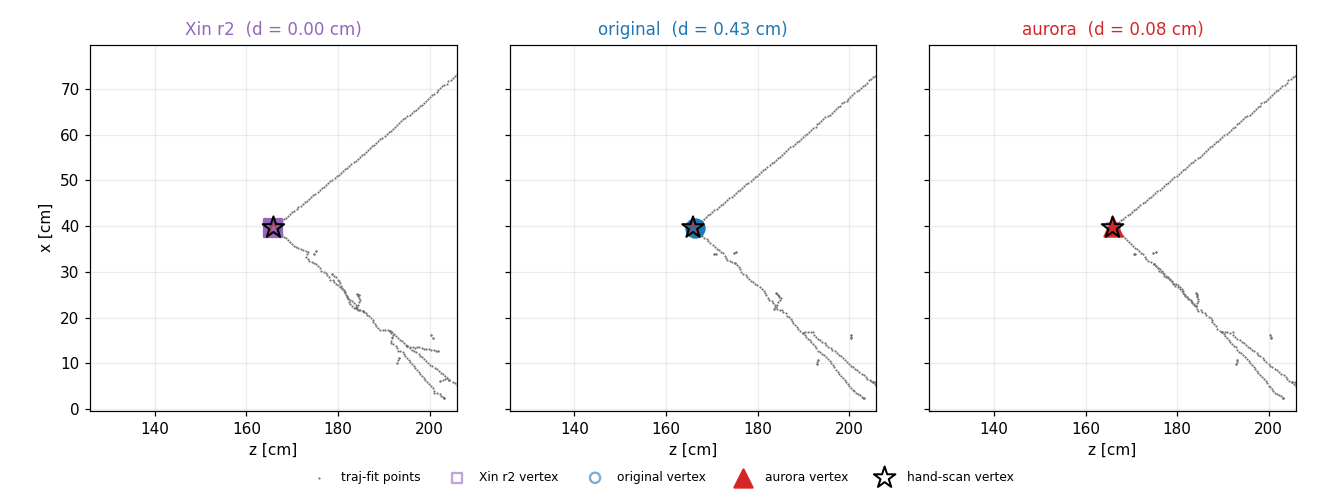 Xin r2  (d = 0.00 cm)
original  (d = 0.43 cm)
aurora  (d = 0.08 cm)
x [cm]
70
60
50
40
30
20
10
0
140 160 180 200
140 160 180 200
140 160 180 200
z [cm]
z [cm]
z [cm]
traj-fit points
Xin r2 vertex
original vertex
aurora vertex
hand-scan vertex